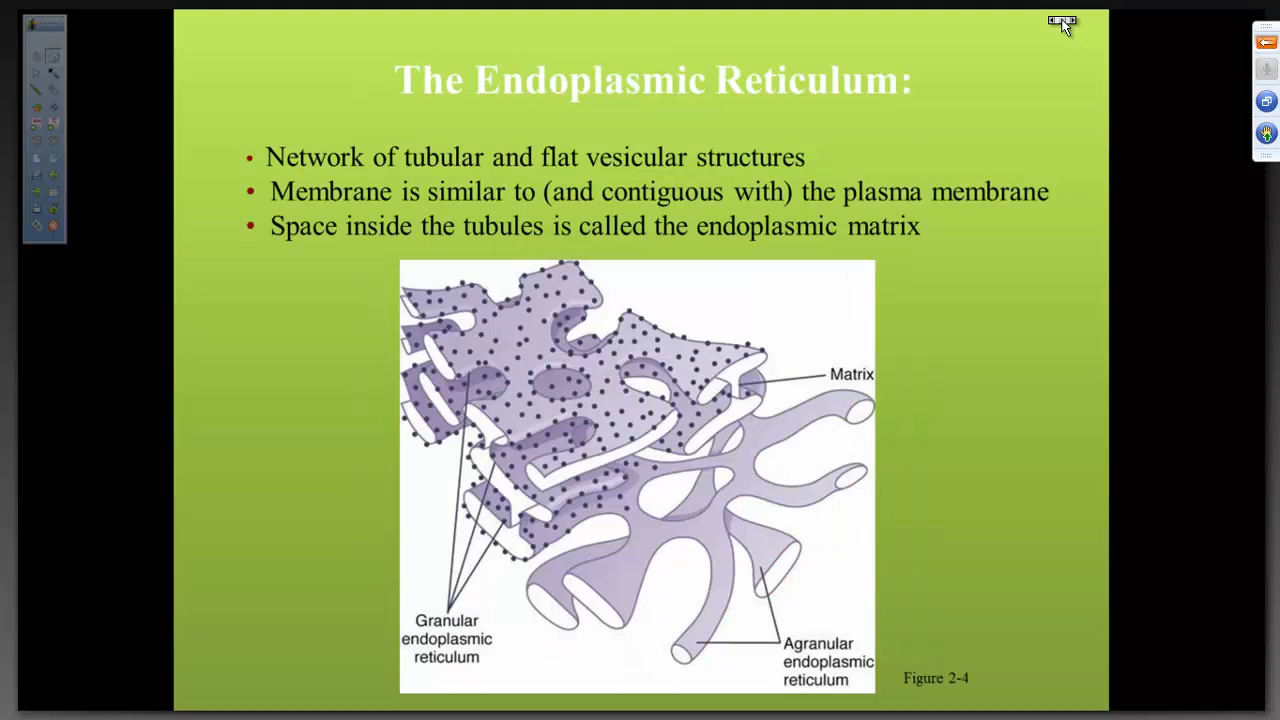 The Endoplasmic Reticulum:
• Network of tubular and flat vesicular structures
• Membrane is similar to (and contiguous with) the plasma membrane
• Space inside the tubules is called the endoplasmic matrix
Matrix
Granular
endoplasmic
reticulum
Agranular
endoplasmic
reticulum
Figure 2-4